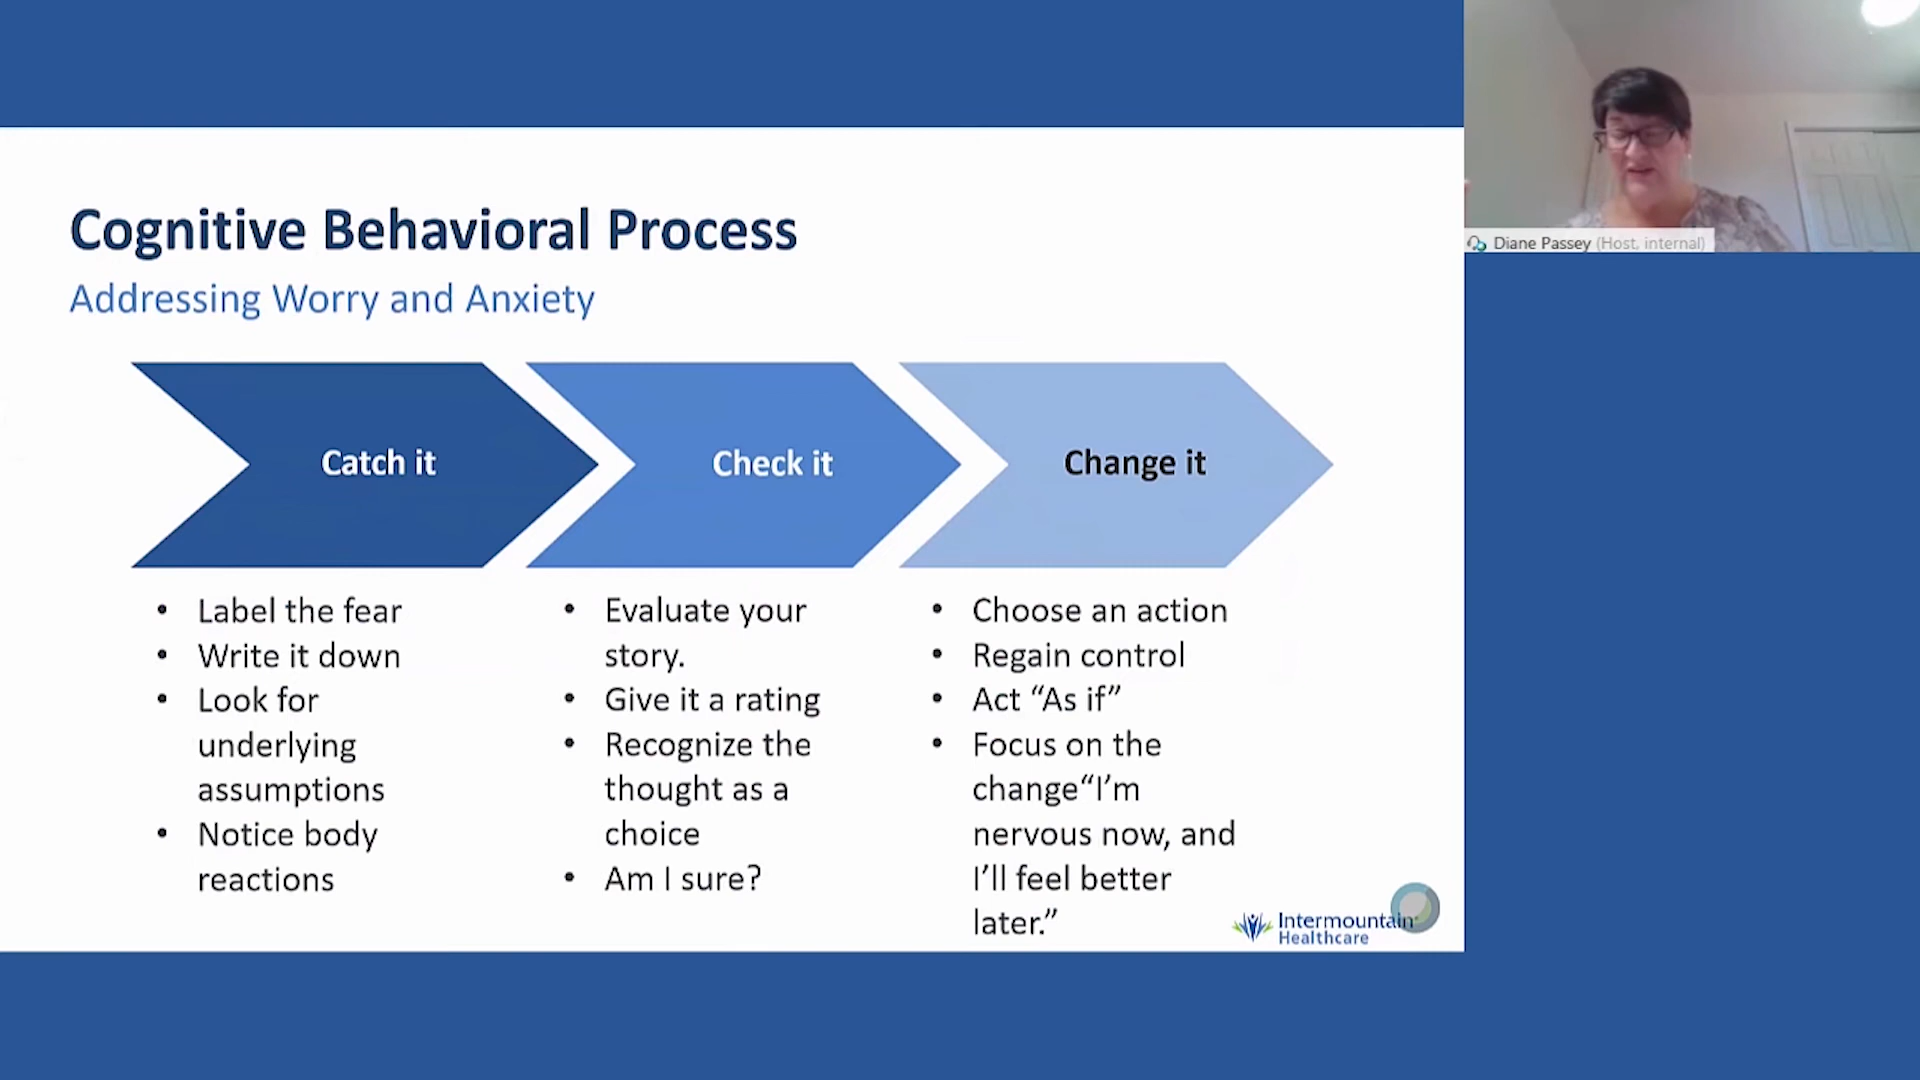 Cognitive Behavioral Process
Addressing Worry and Anxiety
Catch it
Check it
Change it
• Label the fear
• Write it down
• Look for
underlying
assumptions
• Notice body
reactions
• Evaluate your
story.
• Give it a rating
• Recognize the
thought as a
choice
• Am I sure?
• Choose an action
• Regain control
• Act “As if”
• Focus on the
change“I’m
nervous now, and
I’ll feel better
later.”
Intermountain
Healthcare
Diane Passey (Host, internal)